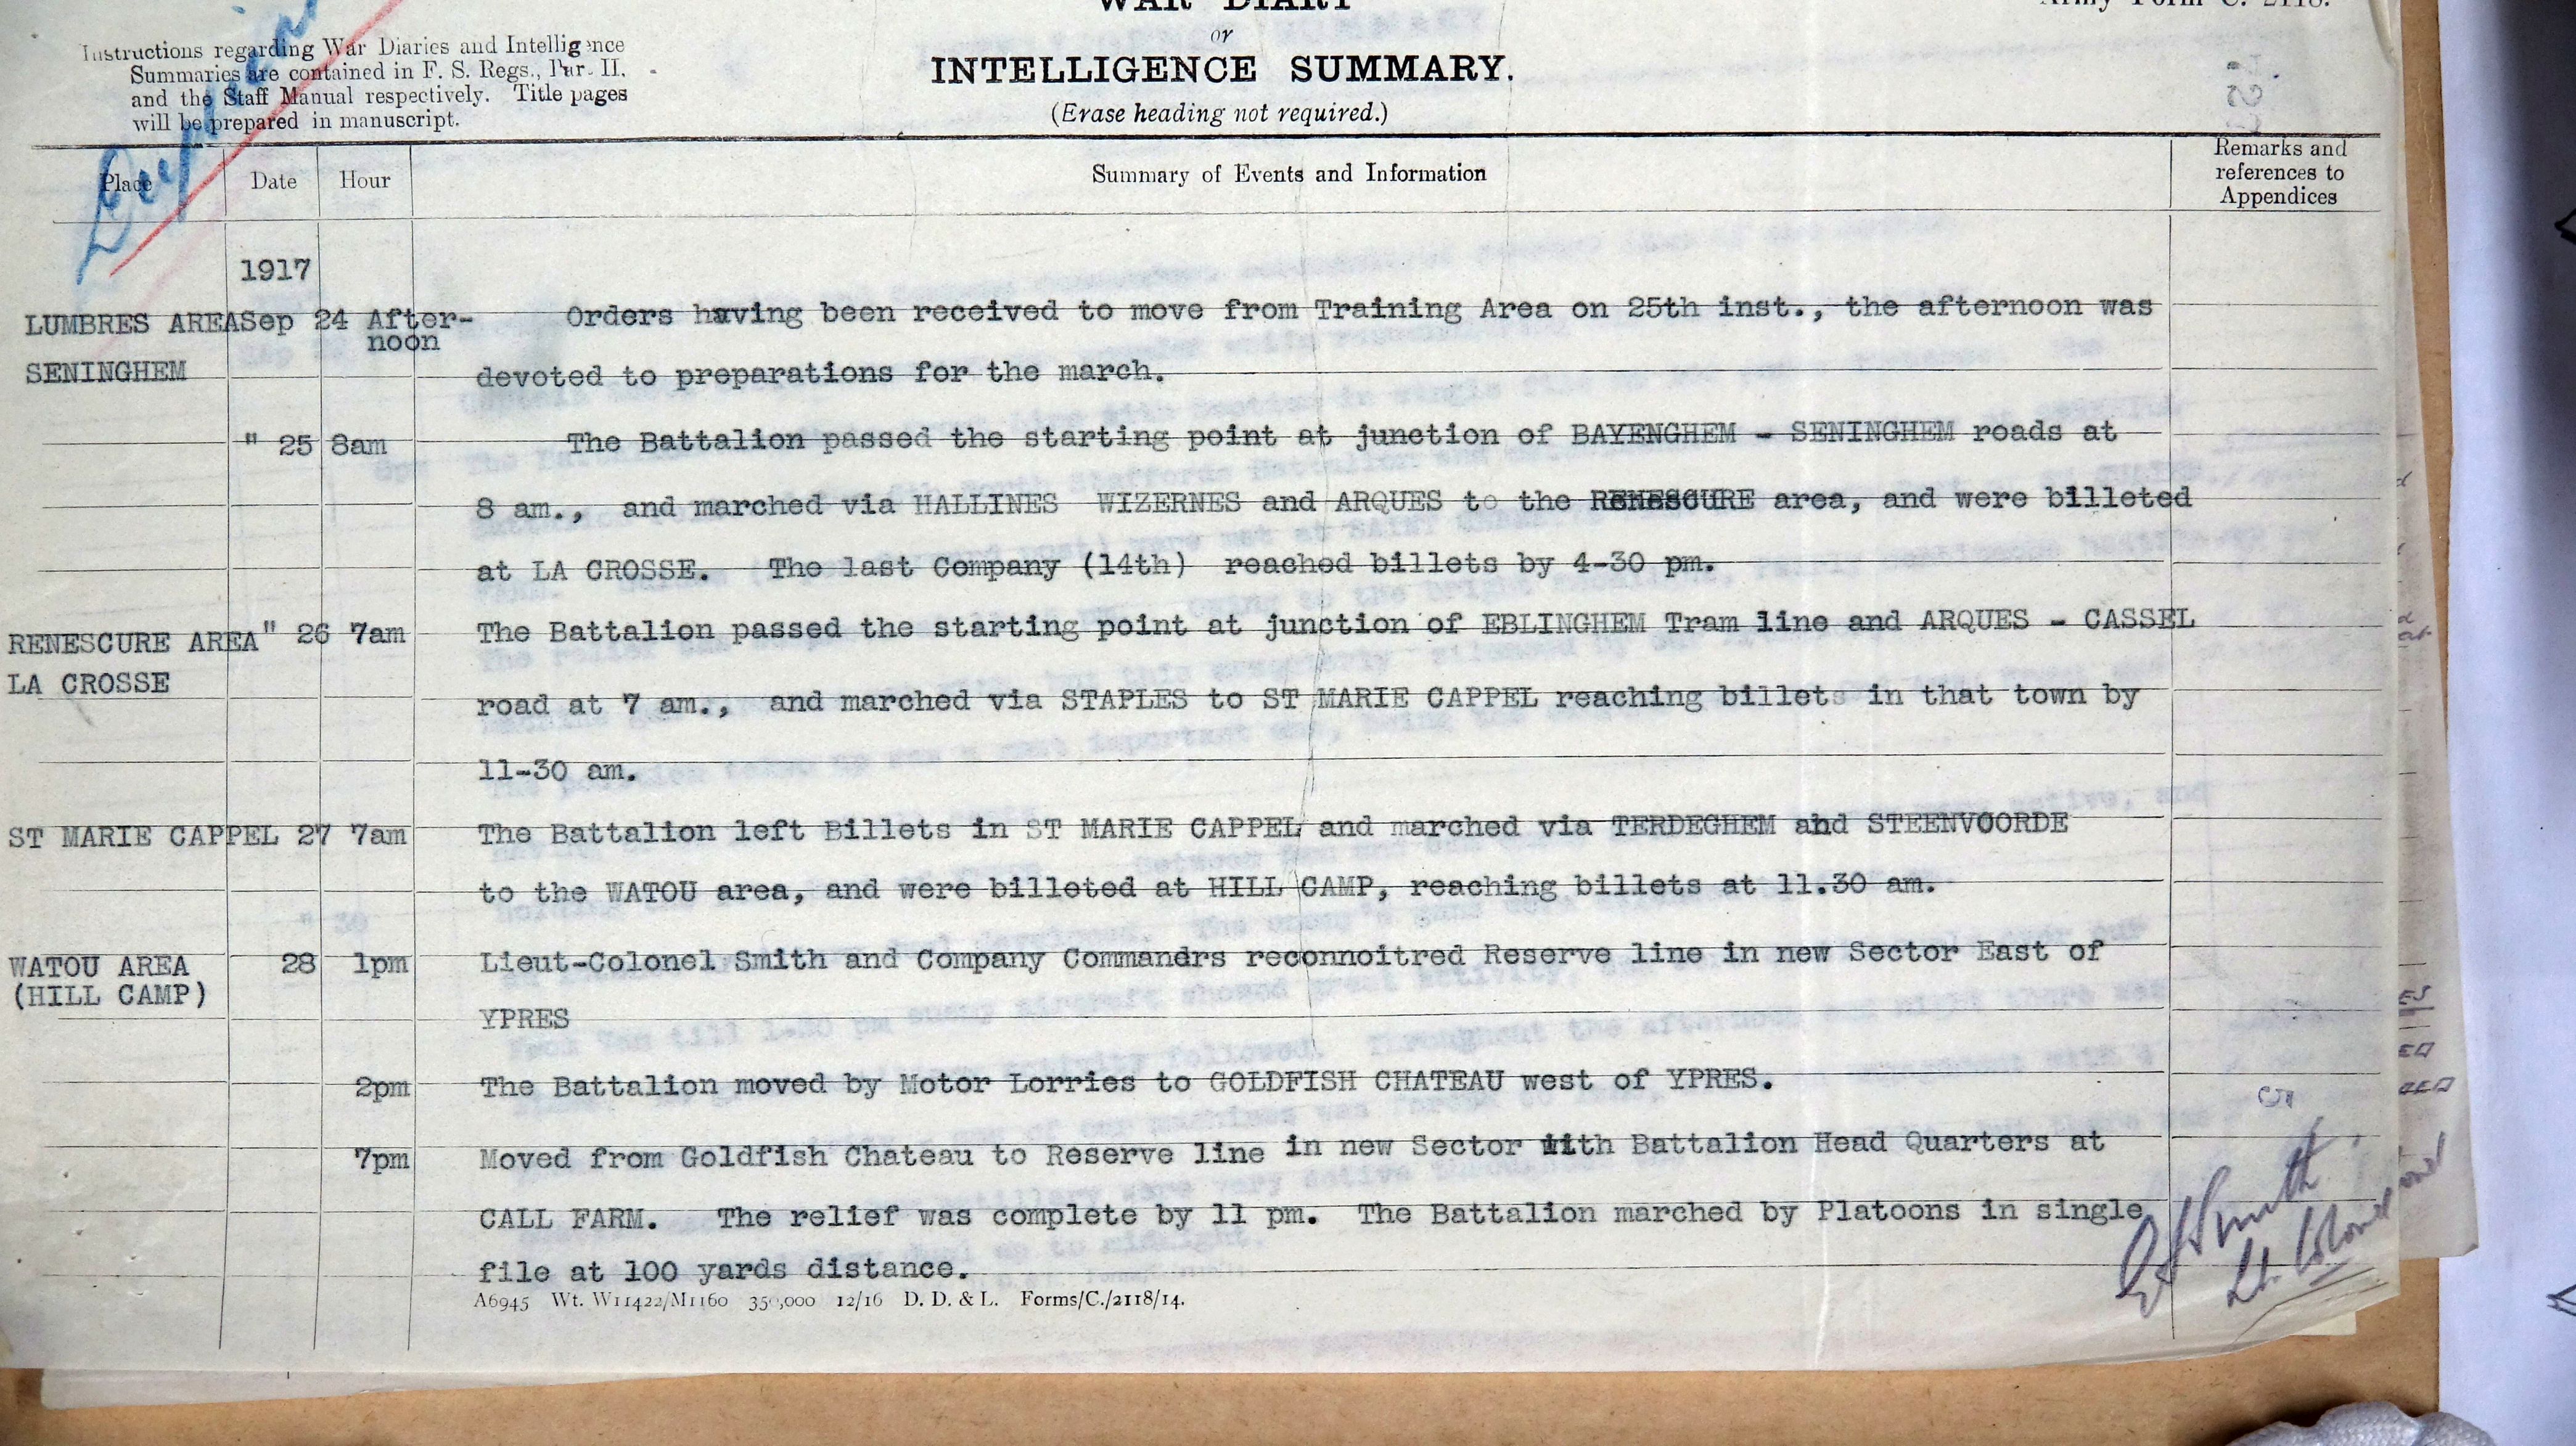 WAR DIARY
Army Form C. 2118.
or
INTELLIGENCE SUMMARY.
(Erase heading not required.)
Instructions regarding War Diaries and Intelligence
Summaries are contained in F. S. Regs., Par. II.
and the Staff Manual respectively. Title pages
will be prepared in manuscript.
Duplicate
Place Date Hour Summary of Events and Information Remarks and references to Appendices
1917
LUMBRES AREA Sep 24 After-noon Orders having been received to move from Training Area on 25th inst., the afternoon was
SENINGHEM devoted to preparations for the march.
" 25 8am The Battalion passed the starting point at junction of BAYENGHEM - SENINGHEM roads at
8 am., and marched via HALLINES WIZERNES and ARQUES to the RENESCURE area, and were billeted
at LA CROSSE. The last Company (14th) reached billets by 4-30 pm.
RENESCURE AREA " 26 7am The Battalion passed the starting point at junction of EBLINGHEM Tram line and ARQUES - CASSEL
LA CROSSE road at 7 am., and marched via STAPLES to ST MARIE CAPPEL reaching billets in that town by
11-30 am.
ST MARIE CAPPEL 27 7am The Battalion left Billets in ST MARIE CAPPEL and marched via TERDEGHEM and STEENVOORDE
to the WATOU area, and were billeted at HILL CAMP, reaching billets at 11.30 am.
WATOU AREA 28 1pm Lieut-Colonel Smith and Company Commandrs reconnoitred Reserve line in new Sector East of
(HILL CAMP) YPRES
2pm The Battalion moved by Motor Lorries to GOLDFISH CHATEAU west of YPRES.
7pm Moved from Goldfish Chateau to Reserve line in new Sector with Battalion Head Quarters at
CALL FARM. The relief was complete by 11 pm. The Battalion marched by Platoons in single
file at 100 yards distance.
Smith
Lt. Colonel
A6945 Wt. W11422/M1160 350,000 12/16 D. D. & L. Forms/C./2118/14.